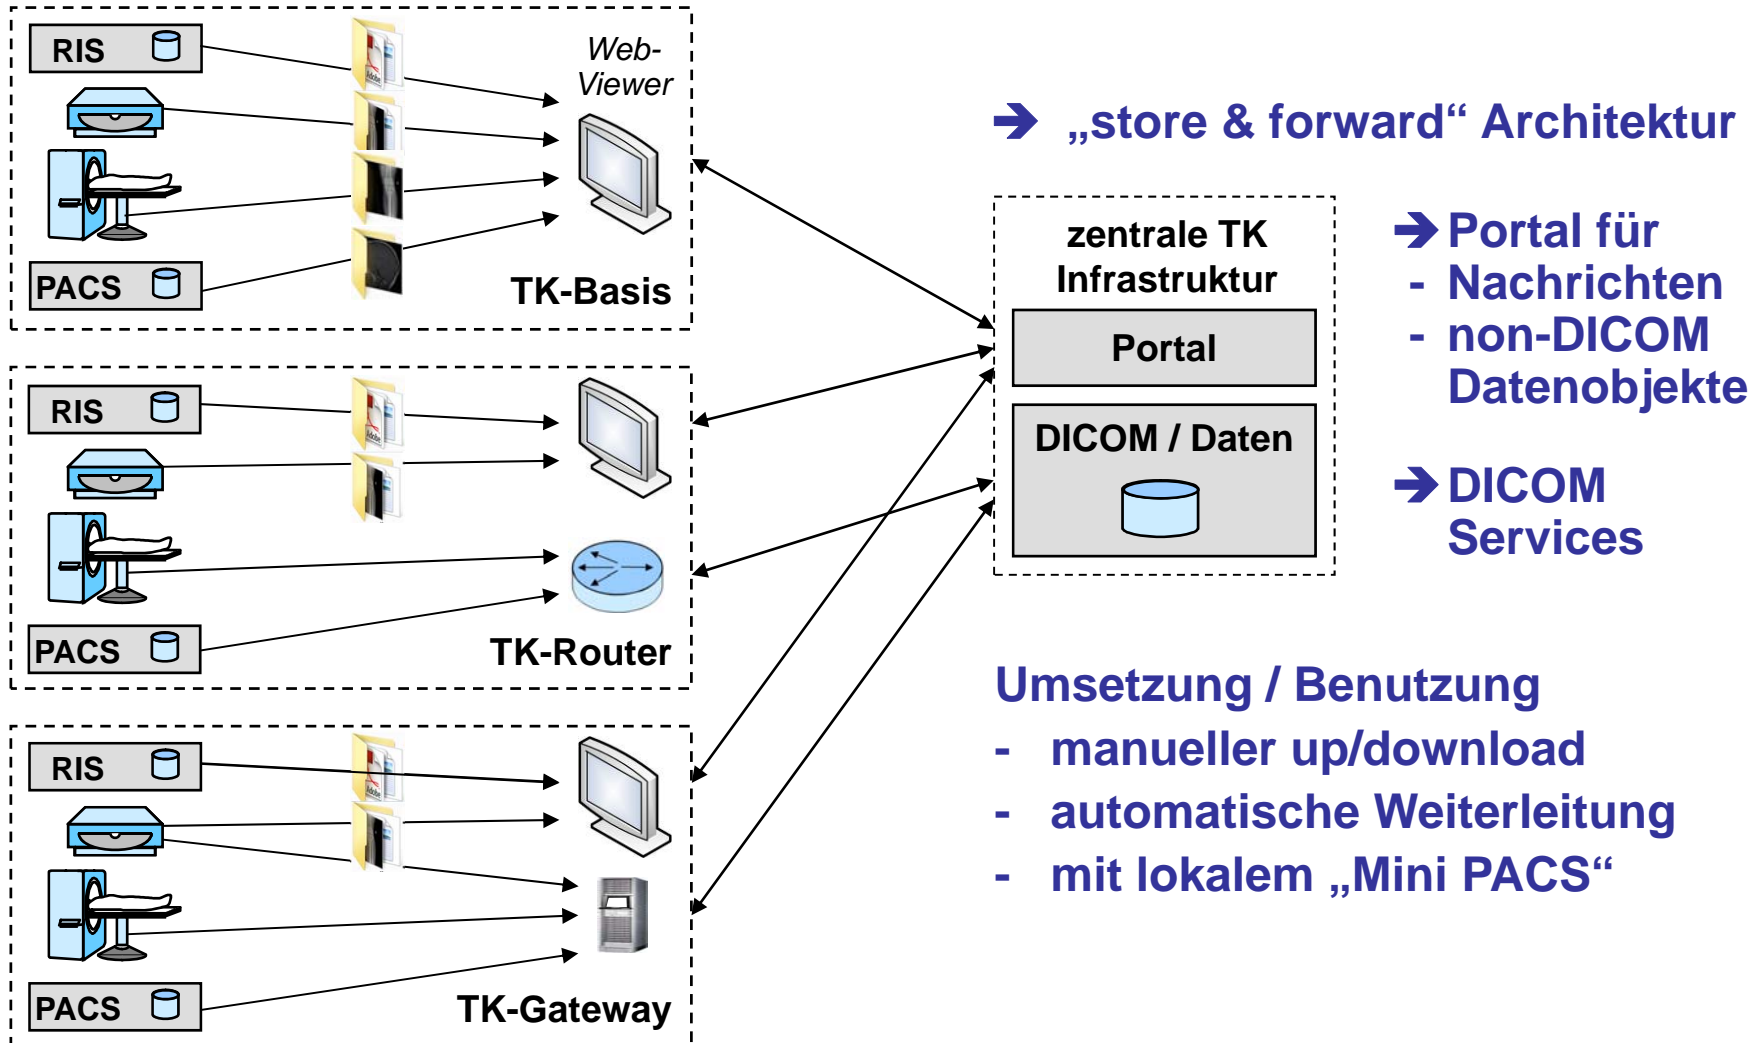 RIS
Web-
Viewer
PACS
TK-Basis
RIS
PACS
TK-Router
RIS
PACS
TK-Gateway
zentrale TK
Infrastruktur
Portal
DICOM / Daten
➔ „store & forward“ Architektur
➔ Portal für
- Nachrichten
- non-DICOM
Datenobjekte
➔ DICOM
Services
Umsetzung / Benutzung
- manueller up/download
- automatische Weiterleitung
- mit lokalem „Mini PACS“